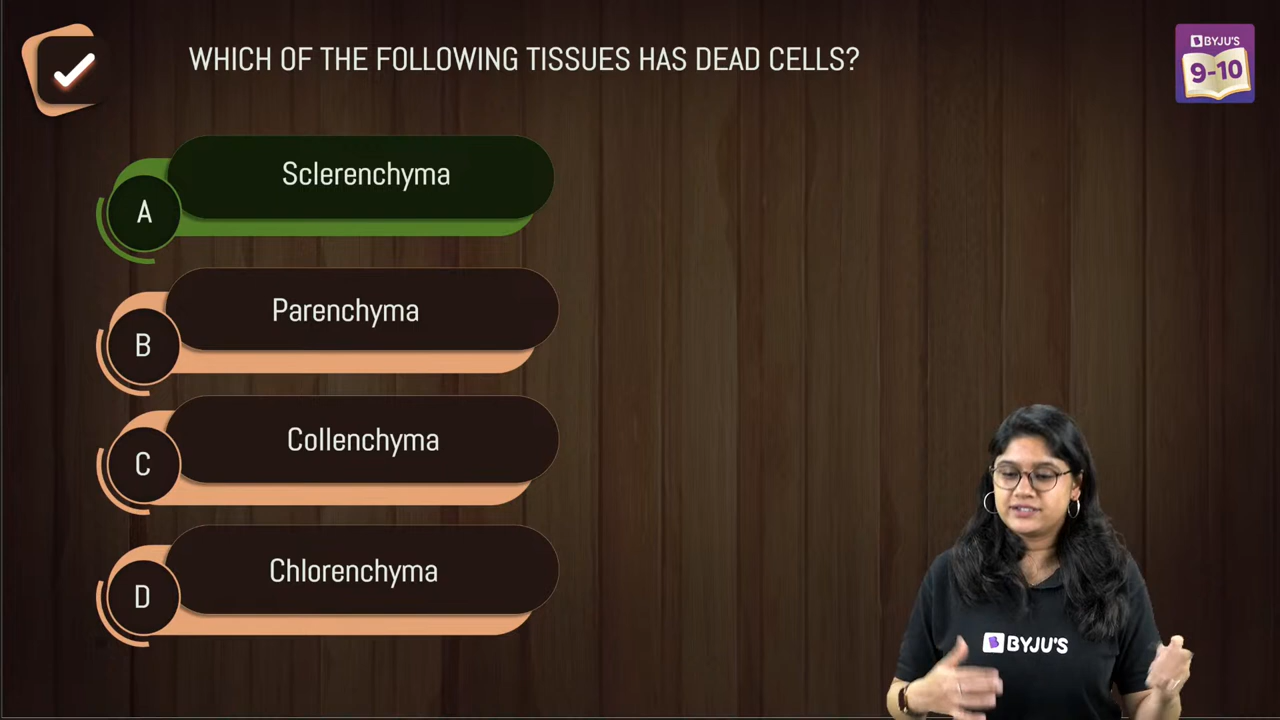 WHICH OF THE FOLLOWING TISSUES HAS DEAD CELLS?
BYJU'S
9-10
A
Sclerenchyma
B
Parenchyma
C
Collenchyma
D
Chlorenchyma
B BYJU'S